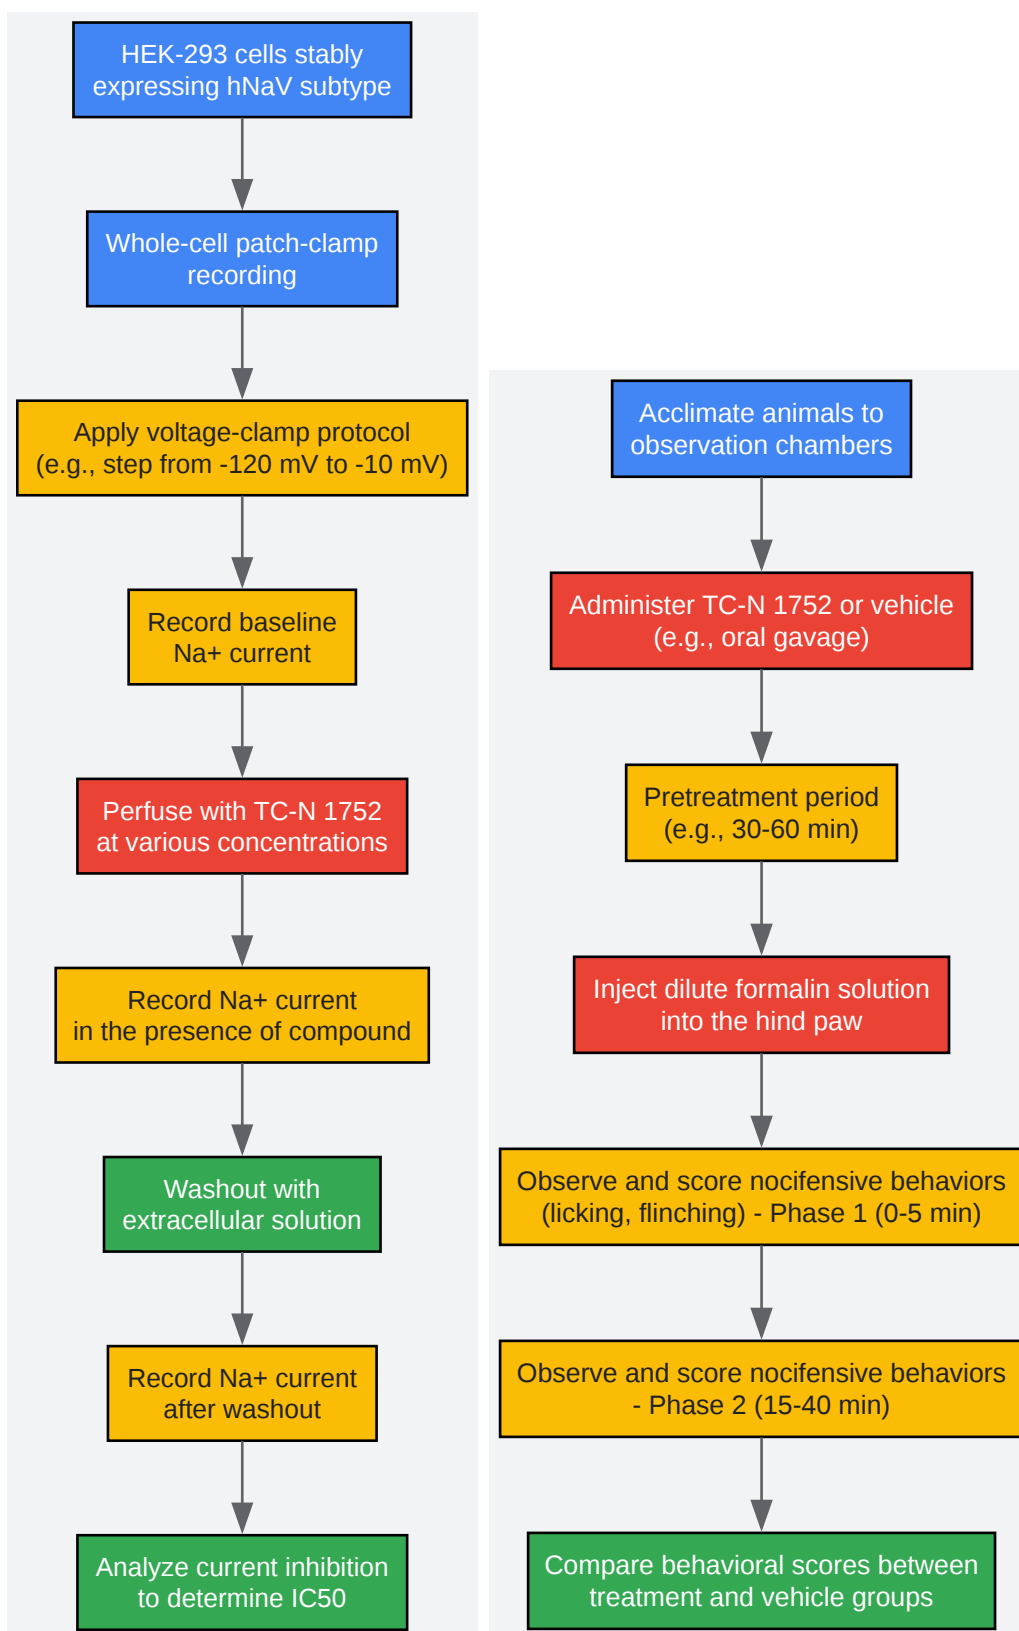 HEK-293 cells stably
expressing hNaV subtype
Whole-cell patch-clamp
recording
Apply voltage-clamp protocol
(e.g., step from -120 mV to -10 mV)
Record baseline
Na+ current
Perfuse with TC-N 1752
at various concentrations
Record Na+ current
in the presence of compound
Washout with
extracellular solution
Record Na+ current
after washout
Analyze current inhibition
to determine IC50
Acclimate animals to
observation chambers
Administer TC-N 1752 or vehicle
(e.g., oral gavage)
Pretreatment period
(e.g., 30-60 min)
Inject dilute formalin solution
into the hind paw
Observe and score nocifensive behaviors
(licking, flinching) - Phase 1 (0-5 min)
Observe and score nocifensive behaviors
- Phase 2 (15-40 min)
Compare behavioral scores between
treatment and vehicle groups